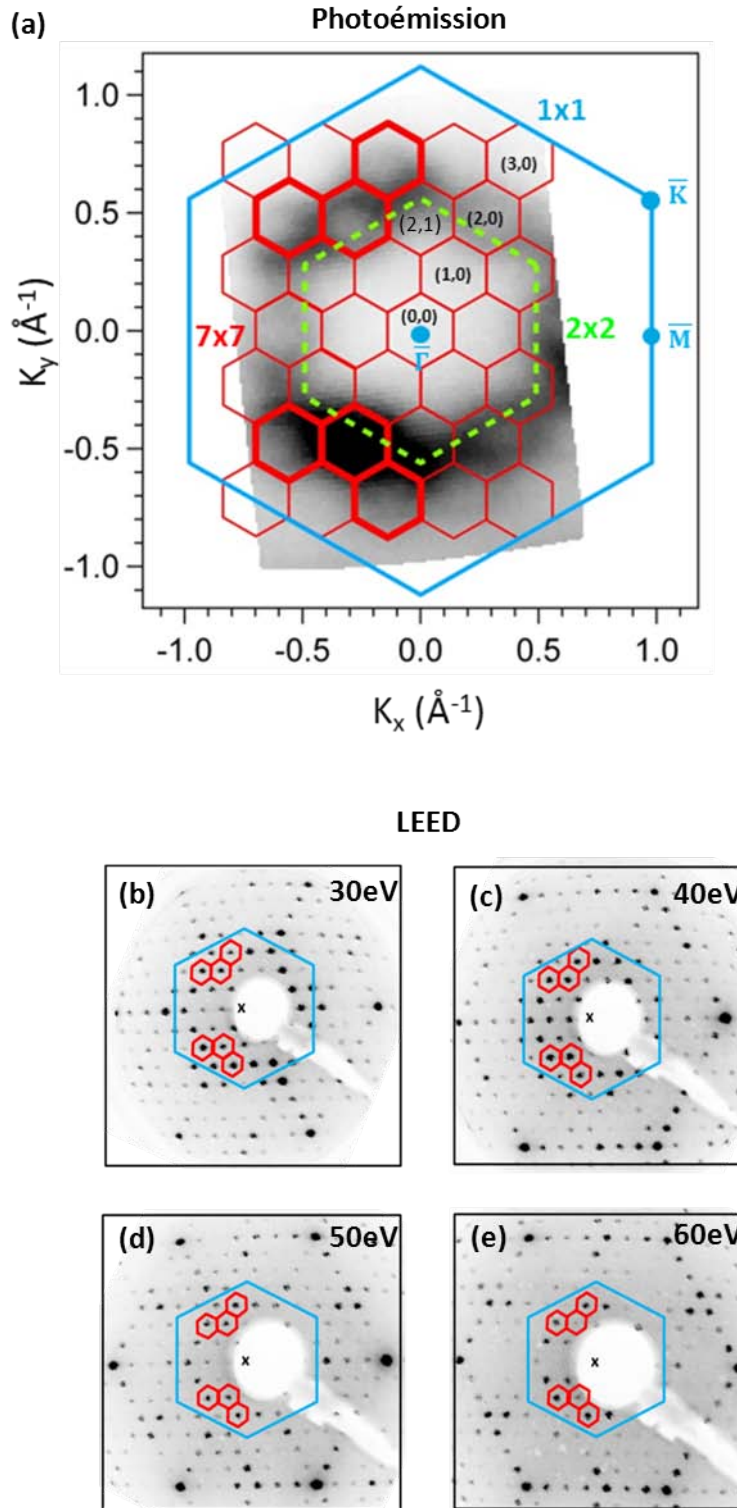 (a)
Photoémission
1x1
(3,0)
K̅
(2,1)
(2,0)
(1,0)
(0,0)
7x7
2x2
Γ̅
M̅
1.0
0.5
0.0
-0.5
-1.0
K_y (Å⁻¹)
-1.0 -0.5 0.0 0.5 1.0
K_x (Å⁻¹)
LEED
(b) 30eV
x
(c) 40eV
x
(d) 50eV
x
(e) 60eV
x